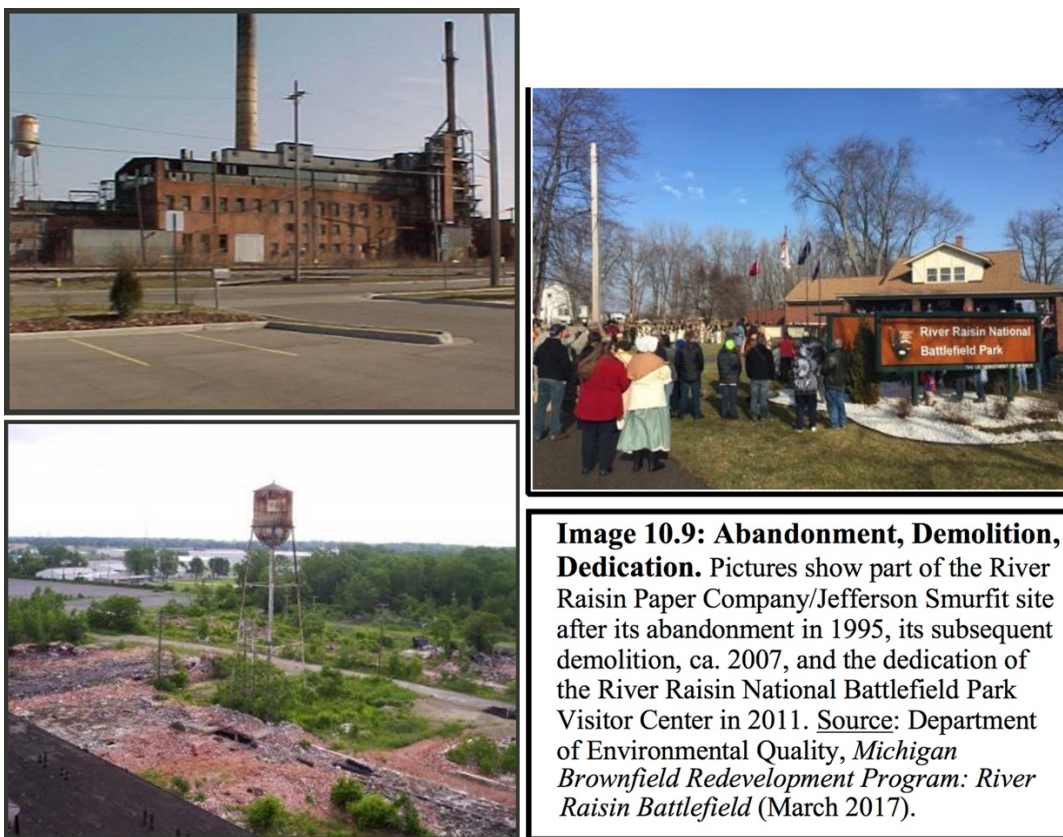 River Raisin National
Battlefield Park
Image 10.9: Abandonment, Demolition,
Dedication. Pictures show part of the River
Raisin Paper Company/Jefferson Smurfit site
after its abandonment in 1995, its subsequent
demolition, ca. 2007, and the dedication of
the River Raisin National Battlefield Park
Visitor Center in 2011. Source: Department
of Environmental Quality, Michigan
Brownfield Redevelopment Program: River
Raisin Battlefield (March 2017).